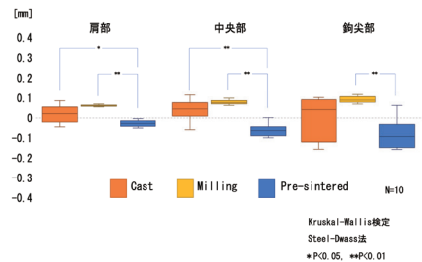 [mm]
肩部 中央部 鉤尖部
0.4
0.3
0.2
0.1
0
-0.1
-0.2
-0.3
-0.4
* ** ** ** **
Cast Milling Pre-sintered N=10
Kruskal-Wallis検定
Steel-Dwass法
*P<0.05, **P<0.01